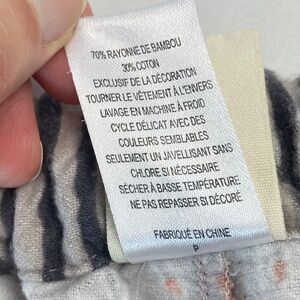 70% RAYONNE DE BAMBOU
30% COTON
EXCLUSIF DE LA DÉCORATION
TOURNER LE VÊTEMENT À L'ENVERS
LAVAGE EN MACHINE À FROID
CYCLE DÉLICAT AVEC DES
COULEURS SEMBLABLES
SEULEMENT UN JAVELLISANT SANS
CHLORE SI NÉCESSAIRE
SÉCHER À BASSE TEMPÉRATURE
NE PAS REPASSER SI DÉCORÉ
FABRIQUÉ EN CHINE
P